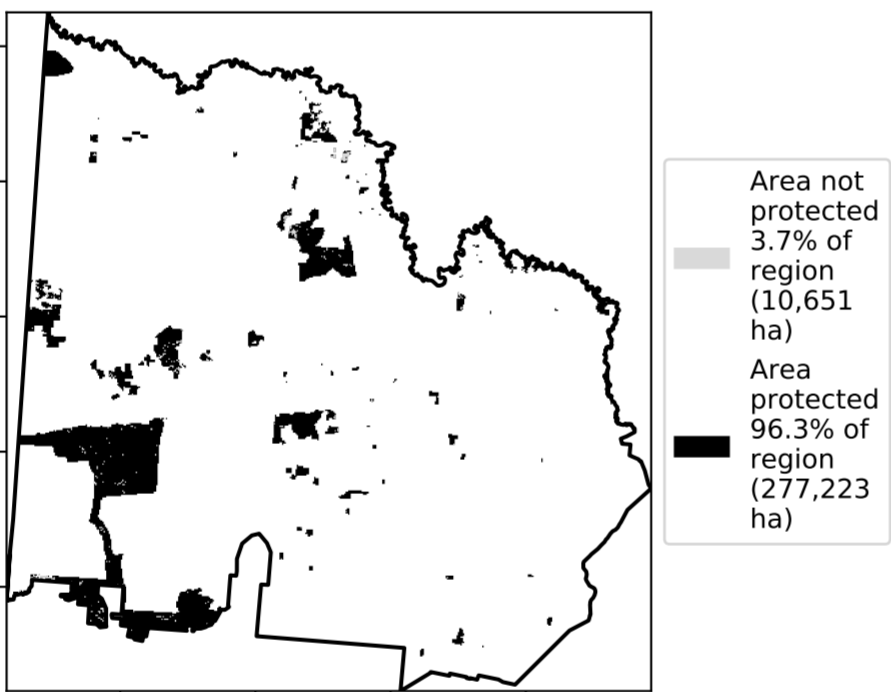 Area not
protected
3.7% of
region
(10,651
ha)
Area
protected
96.3% of
region
(277,223
ha)